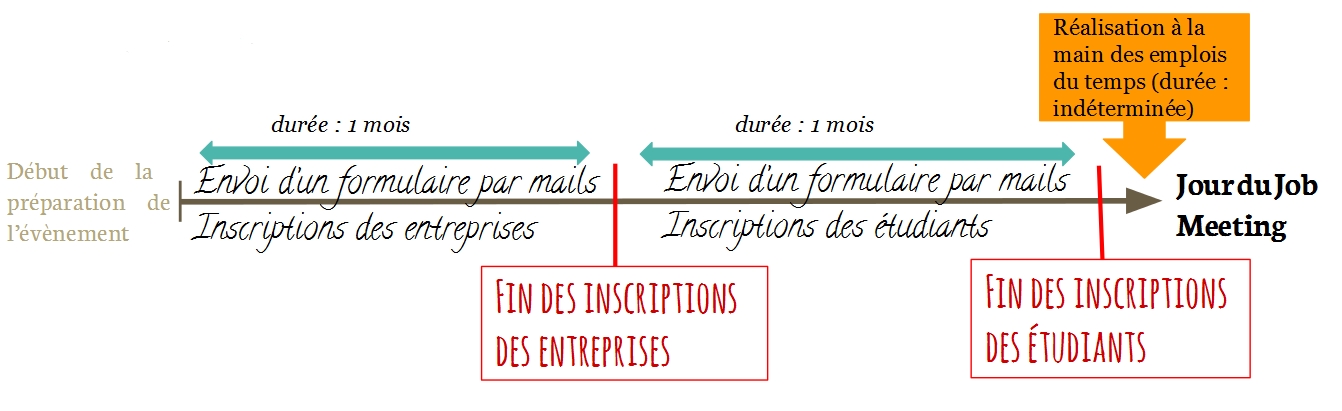 Réalisation à la
main des emplois
du temps (durée :
indéterminée)
durée : 1 mois
durée : 1 mois
Début de la
préparation de
l'évènement
Envoi d'un formulaire par mails
Inscriptions des entreprises
Envoi d'un formulaire par mails
Inscriptions des étudiants
Jour du Job
Meeting
FIN DES INSCRIPTIONS
DES ENTREPRISES
FIN DES INSCRIPTIONS
DES ÉTUDIANTS